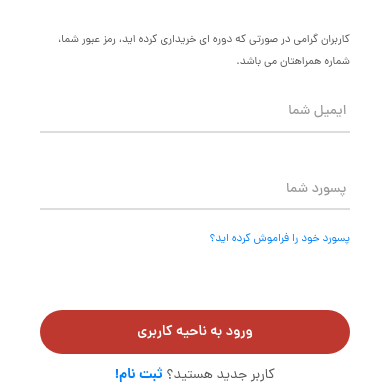 کاربران گرامی در صورتی که دوره ای خریداری کرده اید، رمز عبور شما،
شماره همراهتان می باشد.
ایمیل شما
پسورد شما
پسورد خود را فراموش کرده اید؟
ورود به ناحیه کاربری
کاربر جدید هستید؟ ثبت نام!